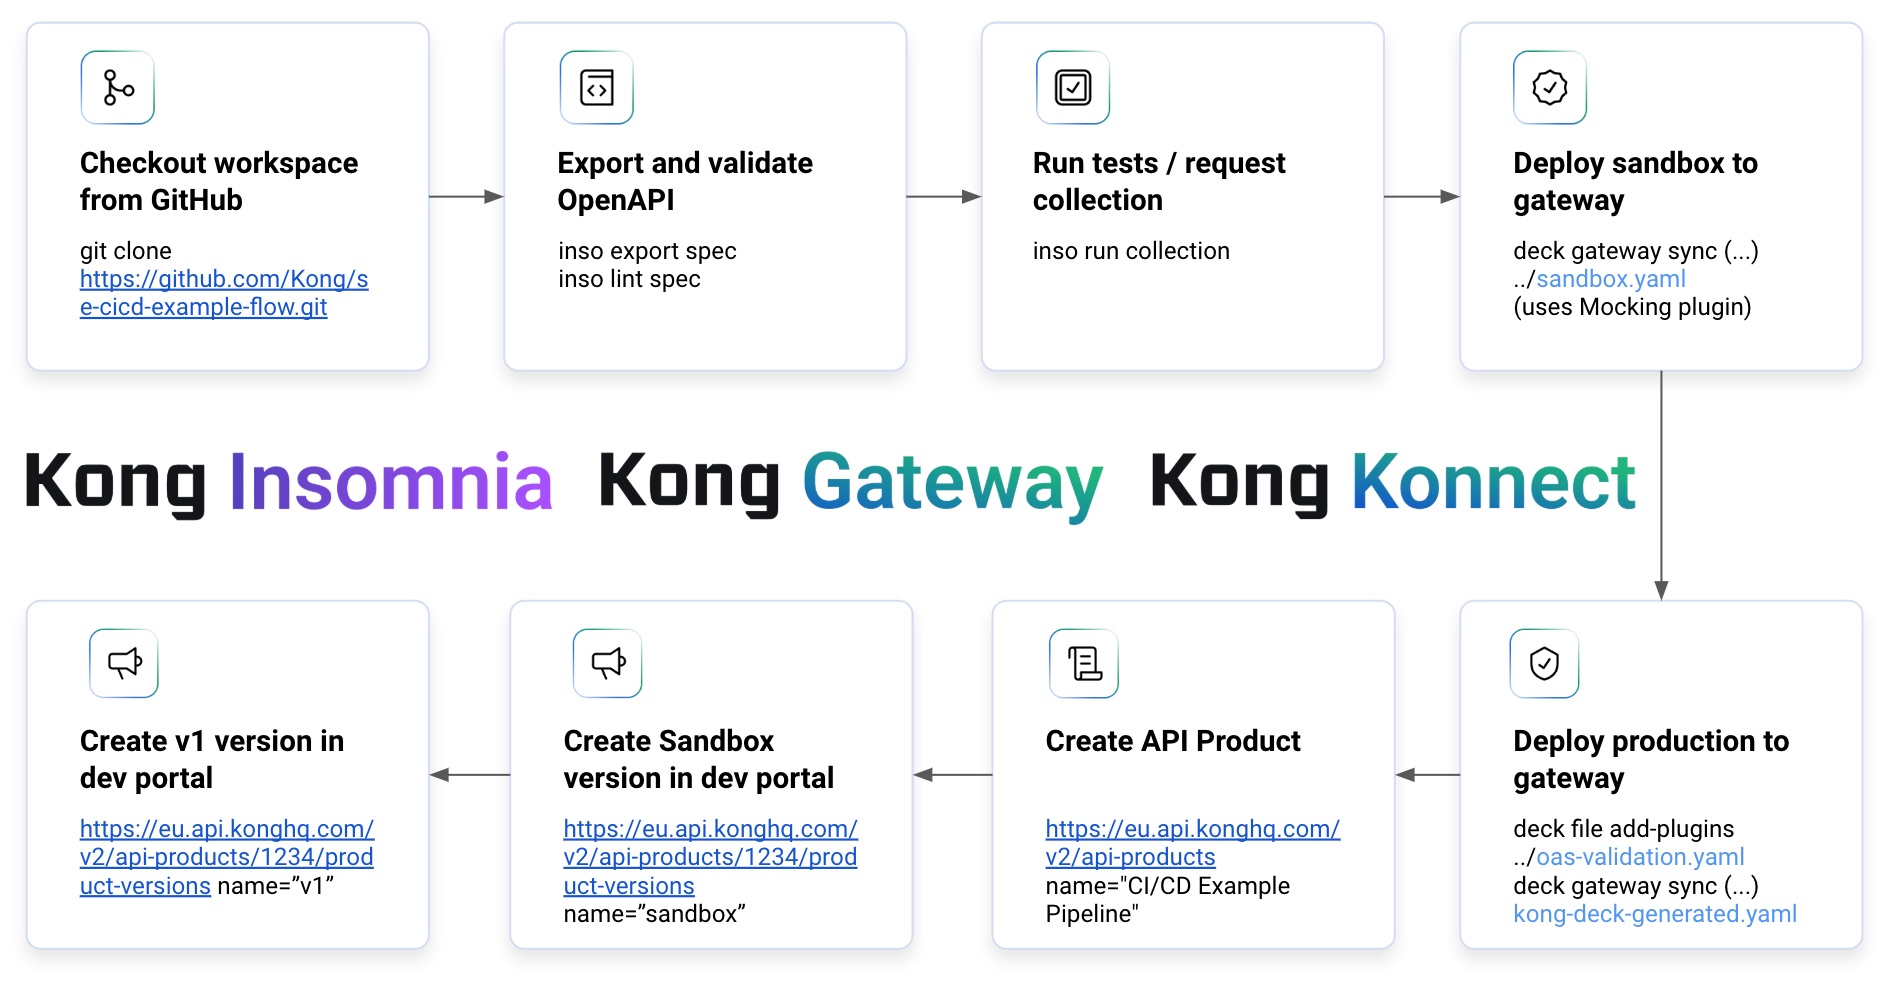 Checkout workspace
from GitHub
git clone
https://github.com/Kong/s
e-cicd-example-flow.git
Export and validate
OpenAPI
inso export spec
inso lint spec
Run tests / request
collection
inso run collection
Deploy sandbox to
gateway
deck gateway sync (...)
../sandbox.yaml
(uses Mocking plugin)
Kong Insomnia
Kong Gateway
Kong Konnect
Create v1 version in
dev portal
https://eu.api.konghq.com/
v2/api-products/1234/prod
uct-versions name=”v1”
Create Sandbox
version in dev portal
https://eu.api.konghq.com/
v2/api-products/1234/prod
uct-versions
name=”sandbox”
Create API Product
https://eu.api.konghq.com/
v2/api-products
name="CI/CD Example
Pipeline"
Deploy production to
gateway
deck file add-plugins
../oas-validation.yaml
deck gateway sync (...)
kong-deck-generated.yaml